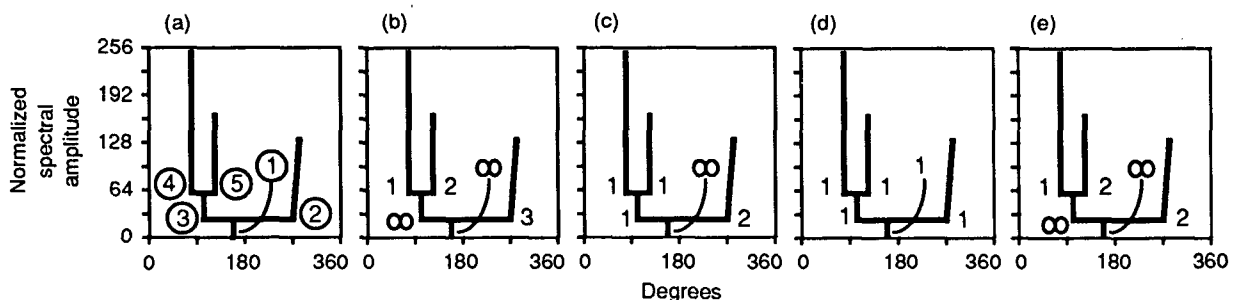 (a) (b) (c) (d) (e)
Normalized
spectral
amplitude
256
192
128
64
0
④ ⑤ ① ③ ②
1 2 ∞ ∞ 3
1 1 ∞ 1 2
1 1 1 1 1
1 2 ∞ ∞ 2
0 180 360 0 180 360 0 180 360 0 180 360 0 180 360
Degrees